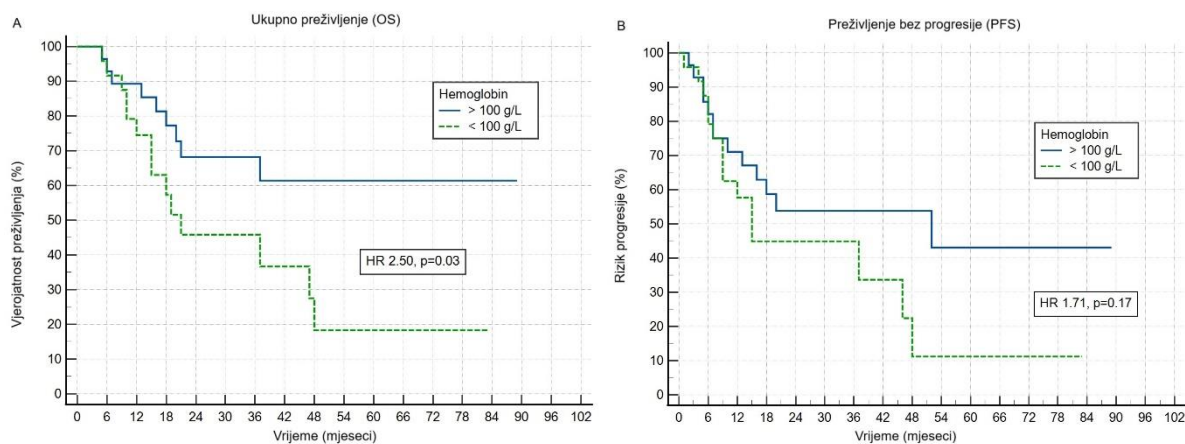 A
Ukupno preživljenje (OS)
Vjerojatnost preživljenja (%)
100
90
80
70
60
50
40
30
20
10
0
Hemoglobin
> 100 g/L
< 100 g/L
HR 2.50, p=0.03
0 6 12 18 24 30 36 42 48 54 60 66 72 78 84 90 96 102
Vrijeme (mjeseci)
B
Preživljenje bez progresije (PFS)
Rizik progresije (%)
100
90
80
70
60
50
40
30
20
10
0
Hemoglobin
> 100 g/L
< 100 g/L
HR 1.71, p=0.17
0 6 12 18 24 30 36 42 48 54 60 66 72 78 84 90 96 102
Vrijeme (mjeseci)